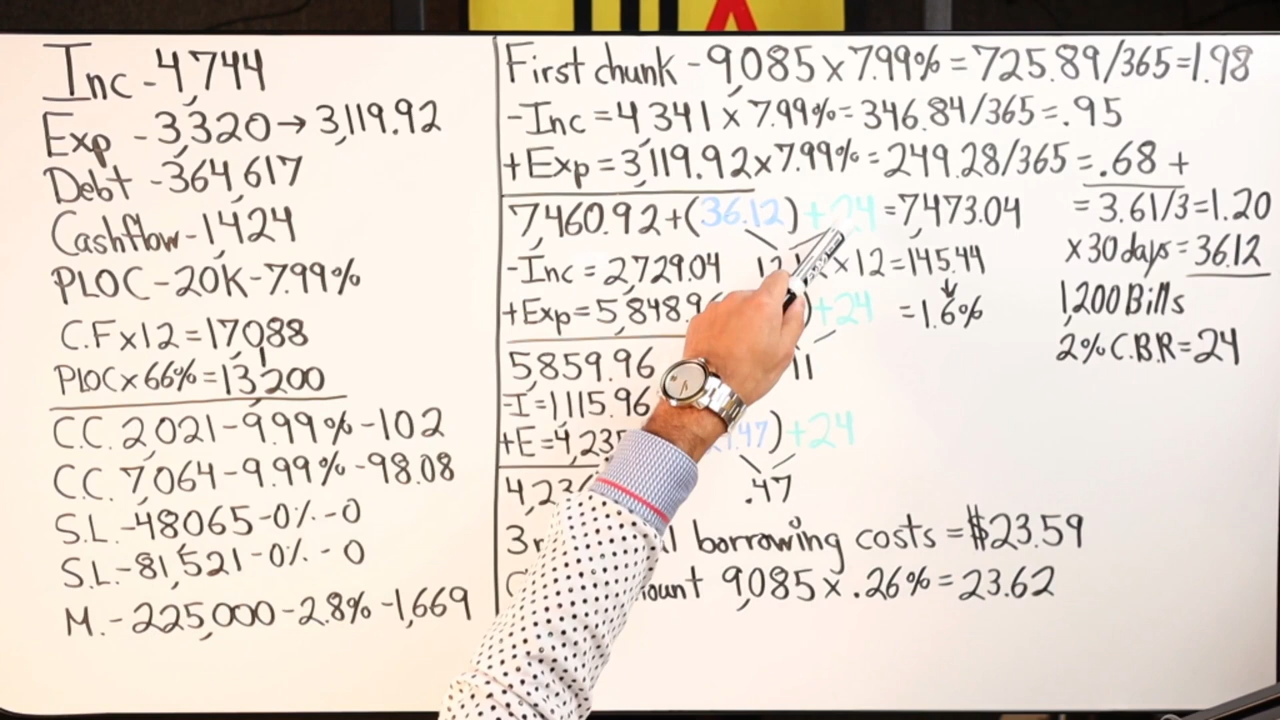 Inc - 4,744
Exp - 3,320 → 3,119.92
Debt - 364,617
Cashflow - 1,424
PLOC - 20K - 7.99%
C.F x 12 = 17,088
PLOC x 66% = 13,200
C.C. 2,021 - 9.99% - 102
C.C. 7,064 - 9.99% - 98.08
S.L. - 48065 - 0% - 0
S.L. - 81,521 - 0% - 0
M. - 225,000 - 2.8% - 1,669
First chunk - 9,085 x 7.99% = 725.89/365 = 1.98
- Inc = 4,341 x 7.99% = 346.84/365 = .95
+ Exp = 3,119.92 x 7.99% = 249.28/365 = .68 +
= 3.61/3 = 1.20
x 30 days = 36.12
1,200 Bills
2% C.B.R = 24
7,460.92 + (36.12) + 24 = 7,473.04
- Inc = 2,729.04
x 12 = 145.44
+ Exp = 5,848.9
+ 24 = 1.6%
5,859.96
- I = 1115.96
+ E = 4,235
.47) + 24
.47
borrowing costs = $23.59
9,085 x .26% = 23.62